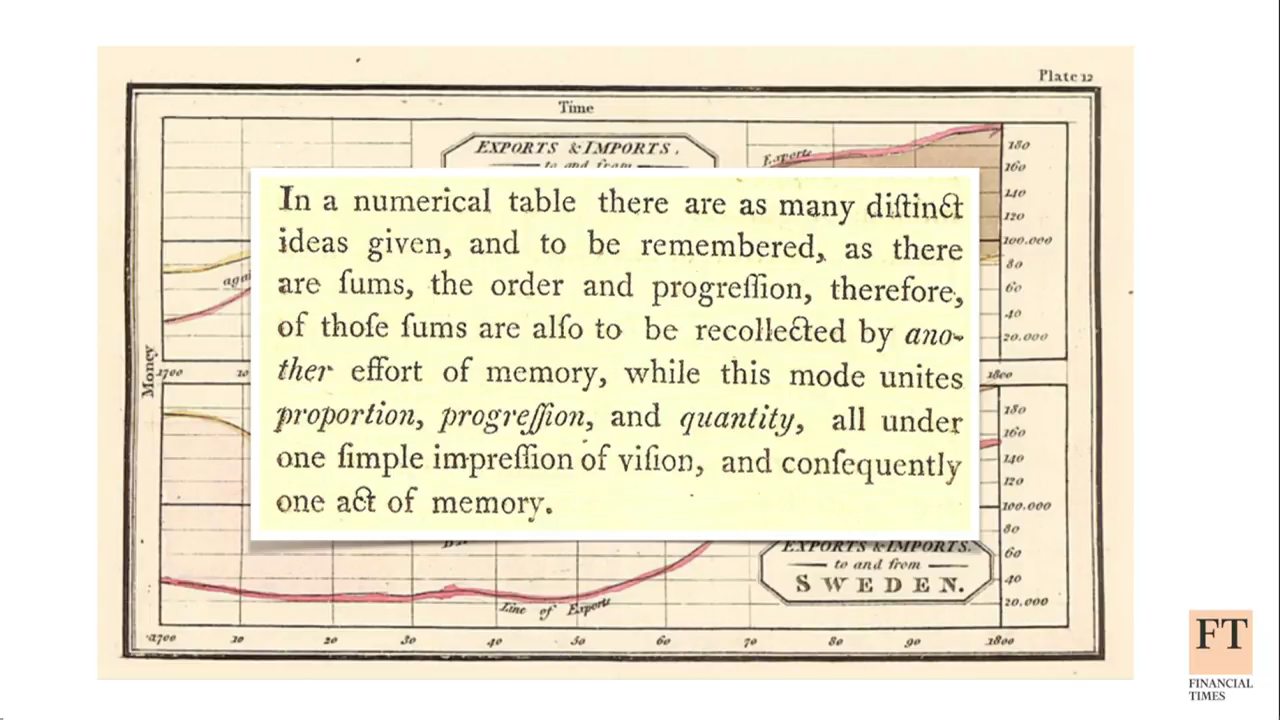 Plate 12
Time
EXPORTS & IMPORTS,
to and from
Exports
180
160
140
120
100.000
80
60
40
20.000
Money
1700
10
1800
In a numerical table there are as many diſtinct
ideas given, and to be remembered, as there
are ſums, the order and progreſſion, therefore,
of thoſe ſums are alſo to be recollected by ano-
ther effort of memory, while this mode unites
proportion, progreſſion, and quantity, all under
one ſimple impreſſion of viſion, and conſequently
one act of memory.
180
160
140
120
100.000
80
60
40
20.000
EXPORTS & IMPORTS.
to and from
SWEDEN.
Line of Exports
1700 10 20 30 40 50 60 70 80 90 1800
FT
FINANCIAL
TIMES